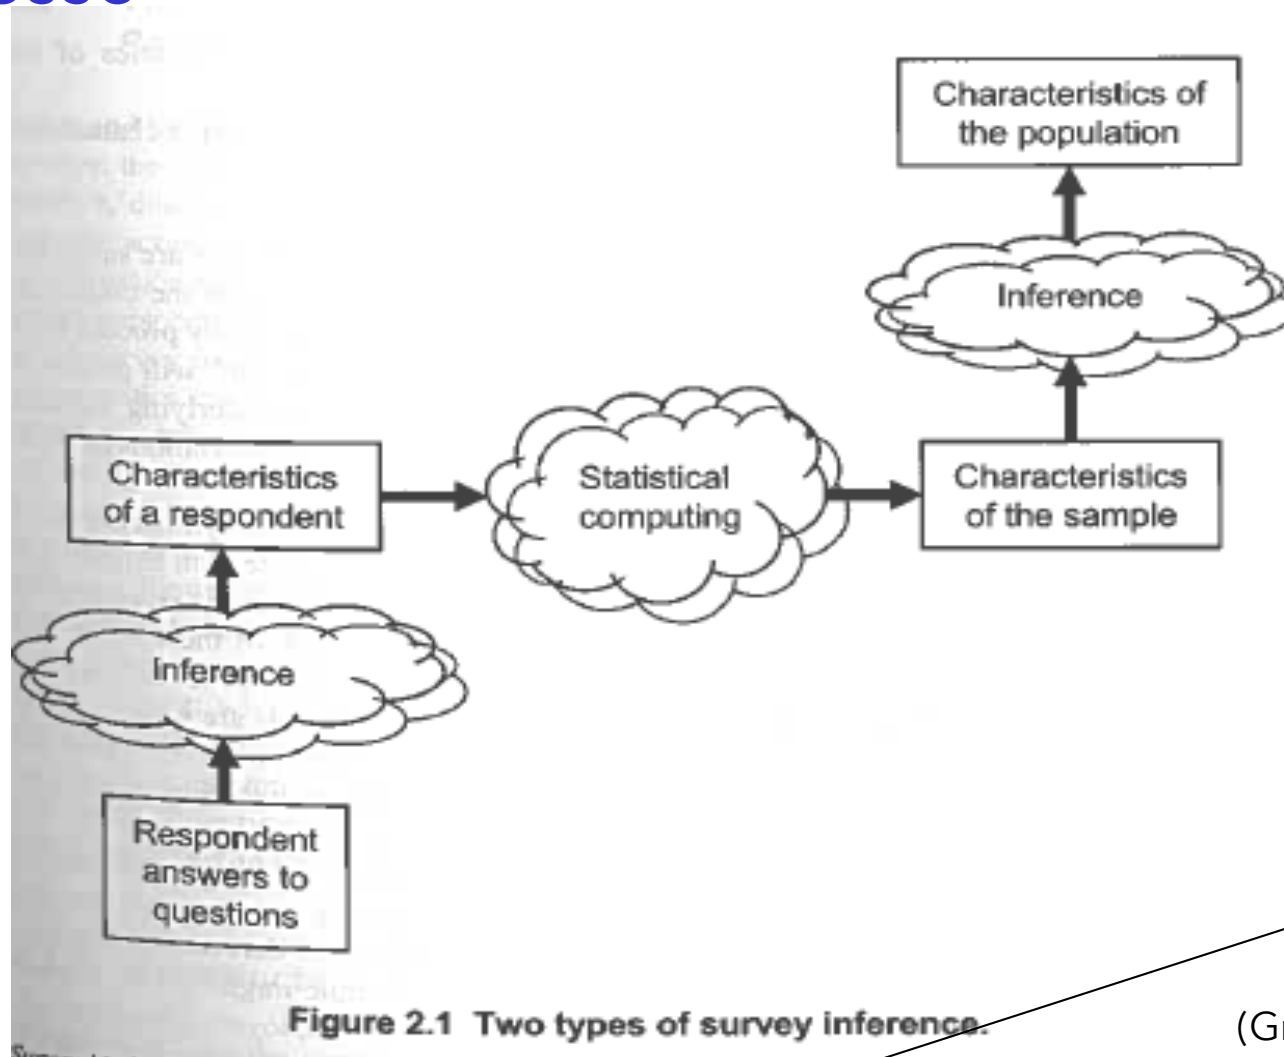 Characteristics of
the population
Inference
Characteristics
of a respondent
Statistical
computing
Characteristics
of the sample
Inference
Respondent
answers to
questions
Figure 2.1 Two types of survey inference.
(Gr